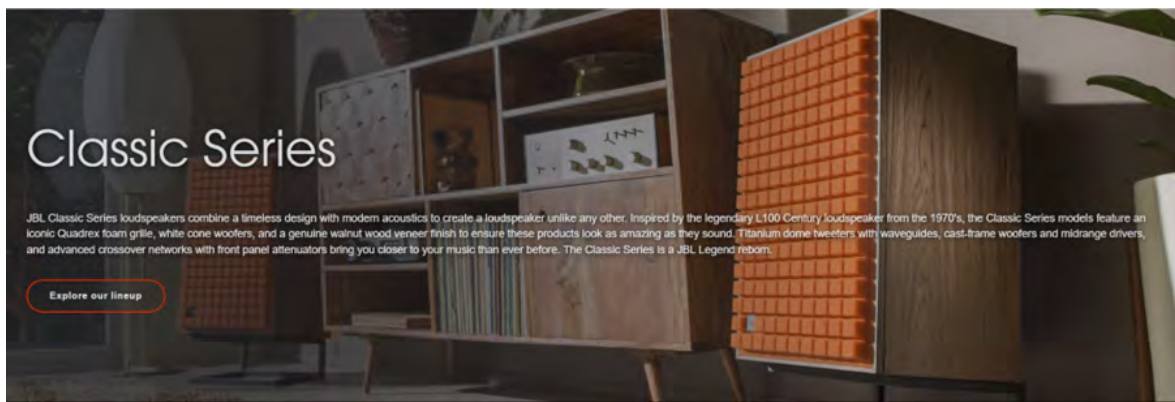 Classic Series
JBL Classic Series loudspeakers combine a timeless design with modern acoustics to create a loudspeaker unlike any other. Inspired by the legendary L100 Century loudspeaker from the 1970's, the Classic Series models feature an
iconic Quadrex foam grille, white cone woofers, and a genuine walnut wood veneer finish to ensure these products look as amazing as they sound. Titanium dome tweeters with waveguides, cast-frame woofers and midrange drivers,
and advanced crossover networks with front panel attenuators bring you closer to your music than ever before. The Classic Series is a JBL Legend reborn.
Explore our lineup